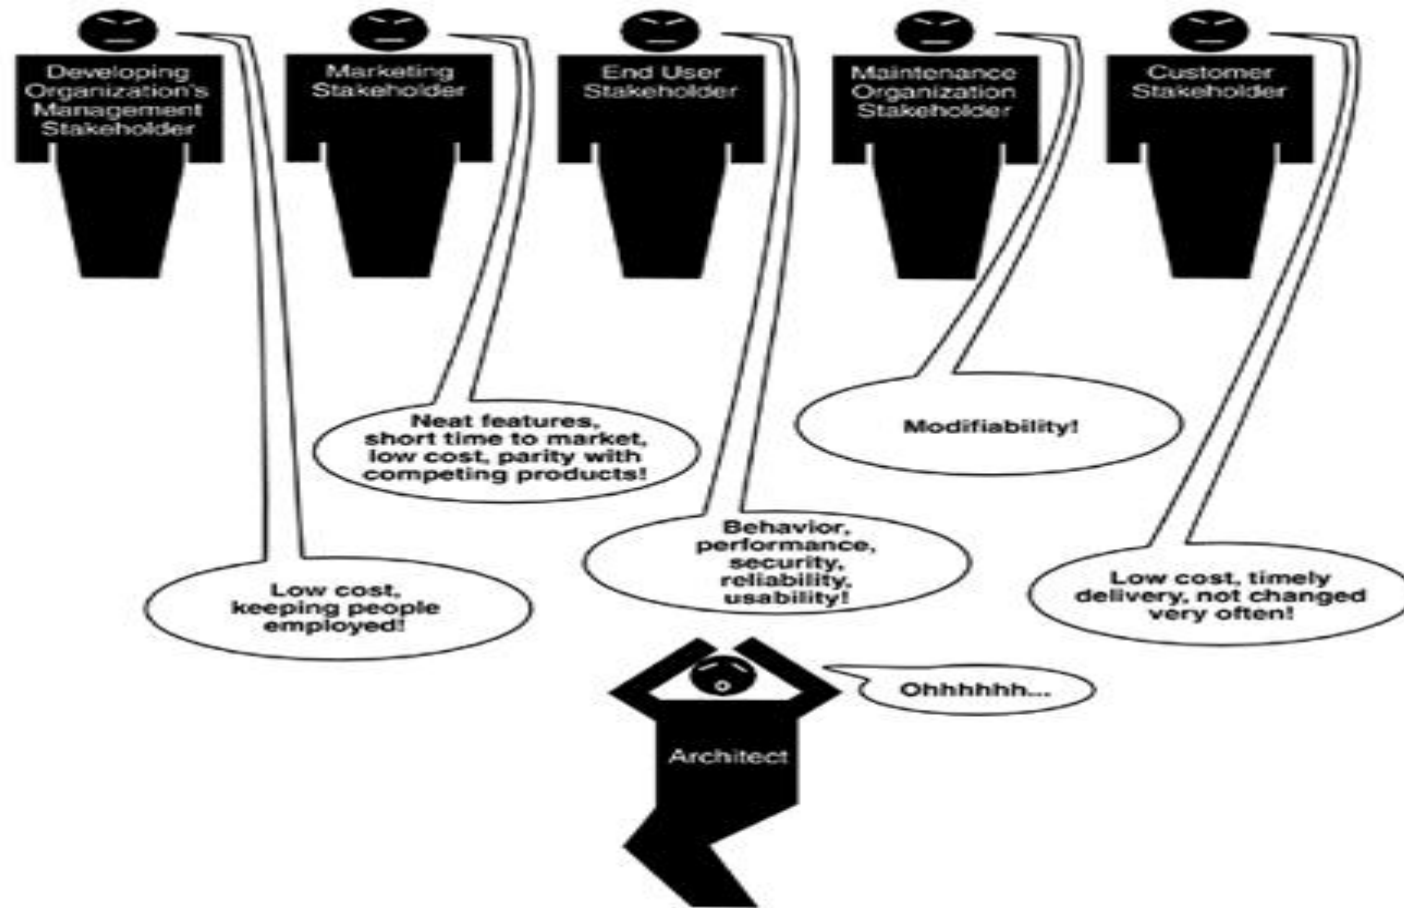 Developing
Organization's
Management
Stakeholder
Marketing
Stakeholder
End User
Stakeholder
Maintenance
Organization
Stakeholder
Customer
Stakeholder
Neat features,
short time to market,
low cost, parity with
competing products!
Modifiability!
Behavior,
performance,
security,
reliability,
usability!
Low cost,
keeping people
employed!
Low cost, timely
delivery, not changed
very often!
Ohhhhhh...
Architect